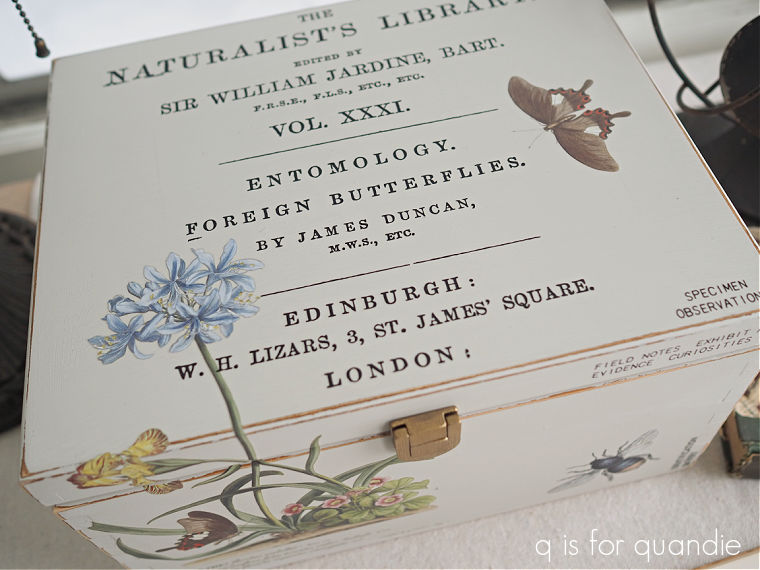 THE
NATURALIST'S LIBRARY
EDITED BY
SIR WILLIAM JARDINE, BART.
F.R.S.E., F.L.S., ETC., ETC.
VOL. XXXI.
ENTOMOLOGY.
FOREIGN BUTTERFLIES.
BY JAMES DUNCAN,
M.W.S., ETC.
EDINBURGH:
W. H. LIZARS, 3, ST. JAMES' SQUARE.
LONDON:
SPECIMEN
OBSERVATION
FIELD NOTES EXHIBIT A
EVIDENCE CURIOSITIES
q is for quandie